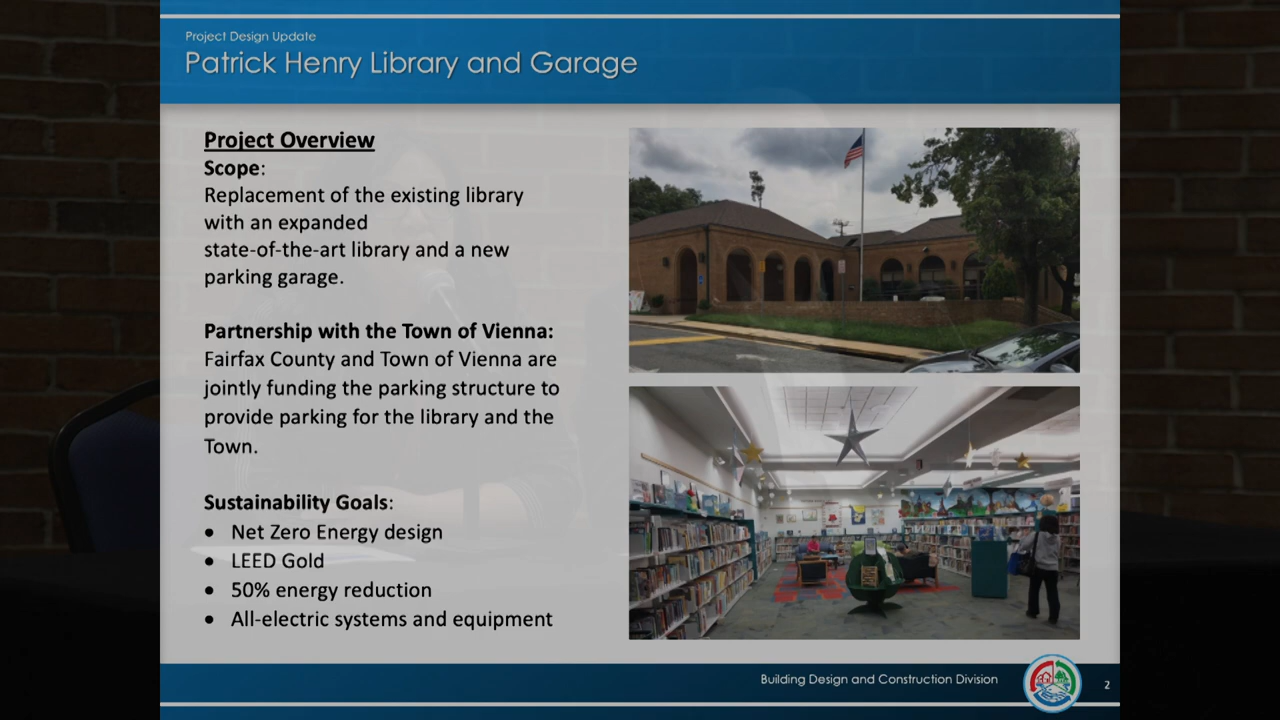 Project Design Update
Patrick Henry Library and Garage
Project Overview
Scope:
Replacement of the existing library
with an expanded
state-of-the-art library and a new
parking garage.
Partnership with the Town of Vienna:
Fairfax County and Town of Vienna are
jointly funding the parking structure to
provide parking for the library and the
Town.
Sustainability Goals:
• Net Zero Energy design
• LEED Gold
• 50% energy reduction
• All-electric systems and equipment
Building Design and Construction Division
2